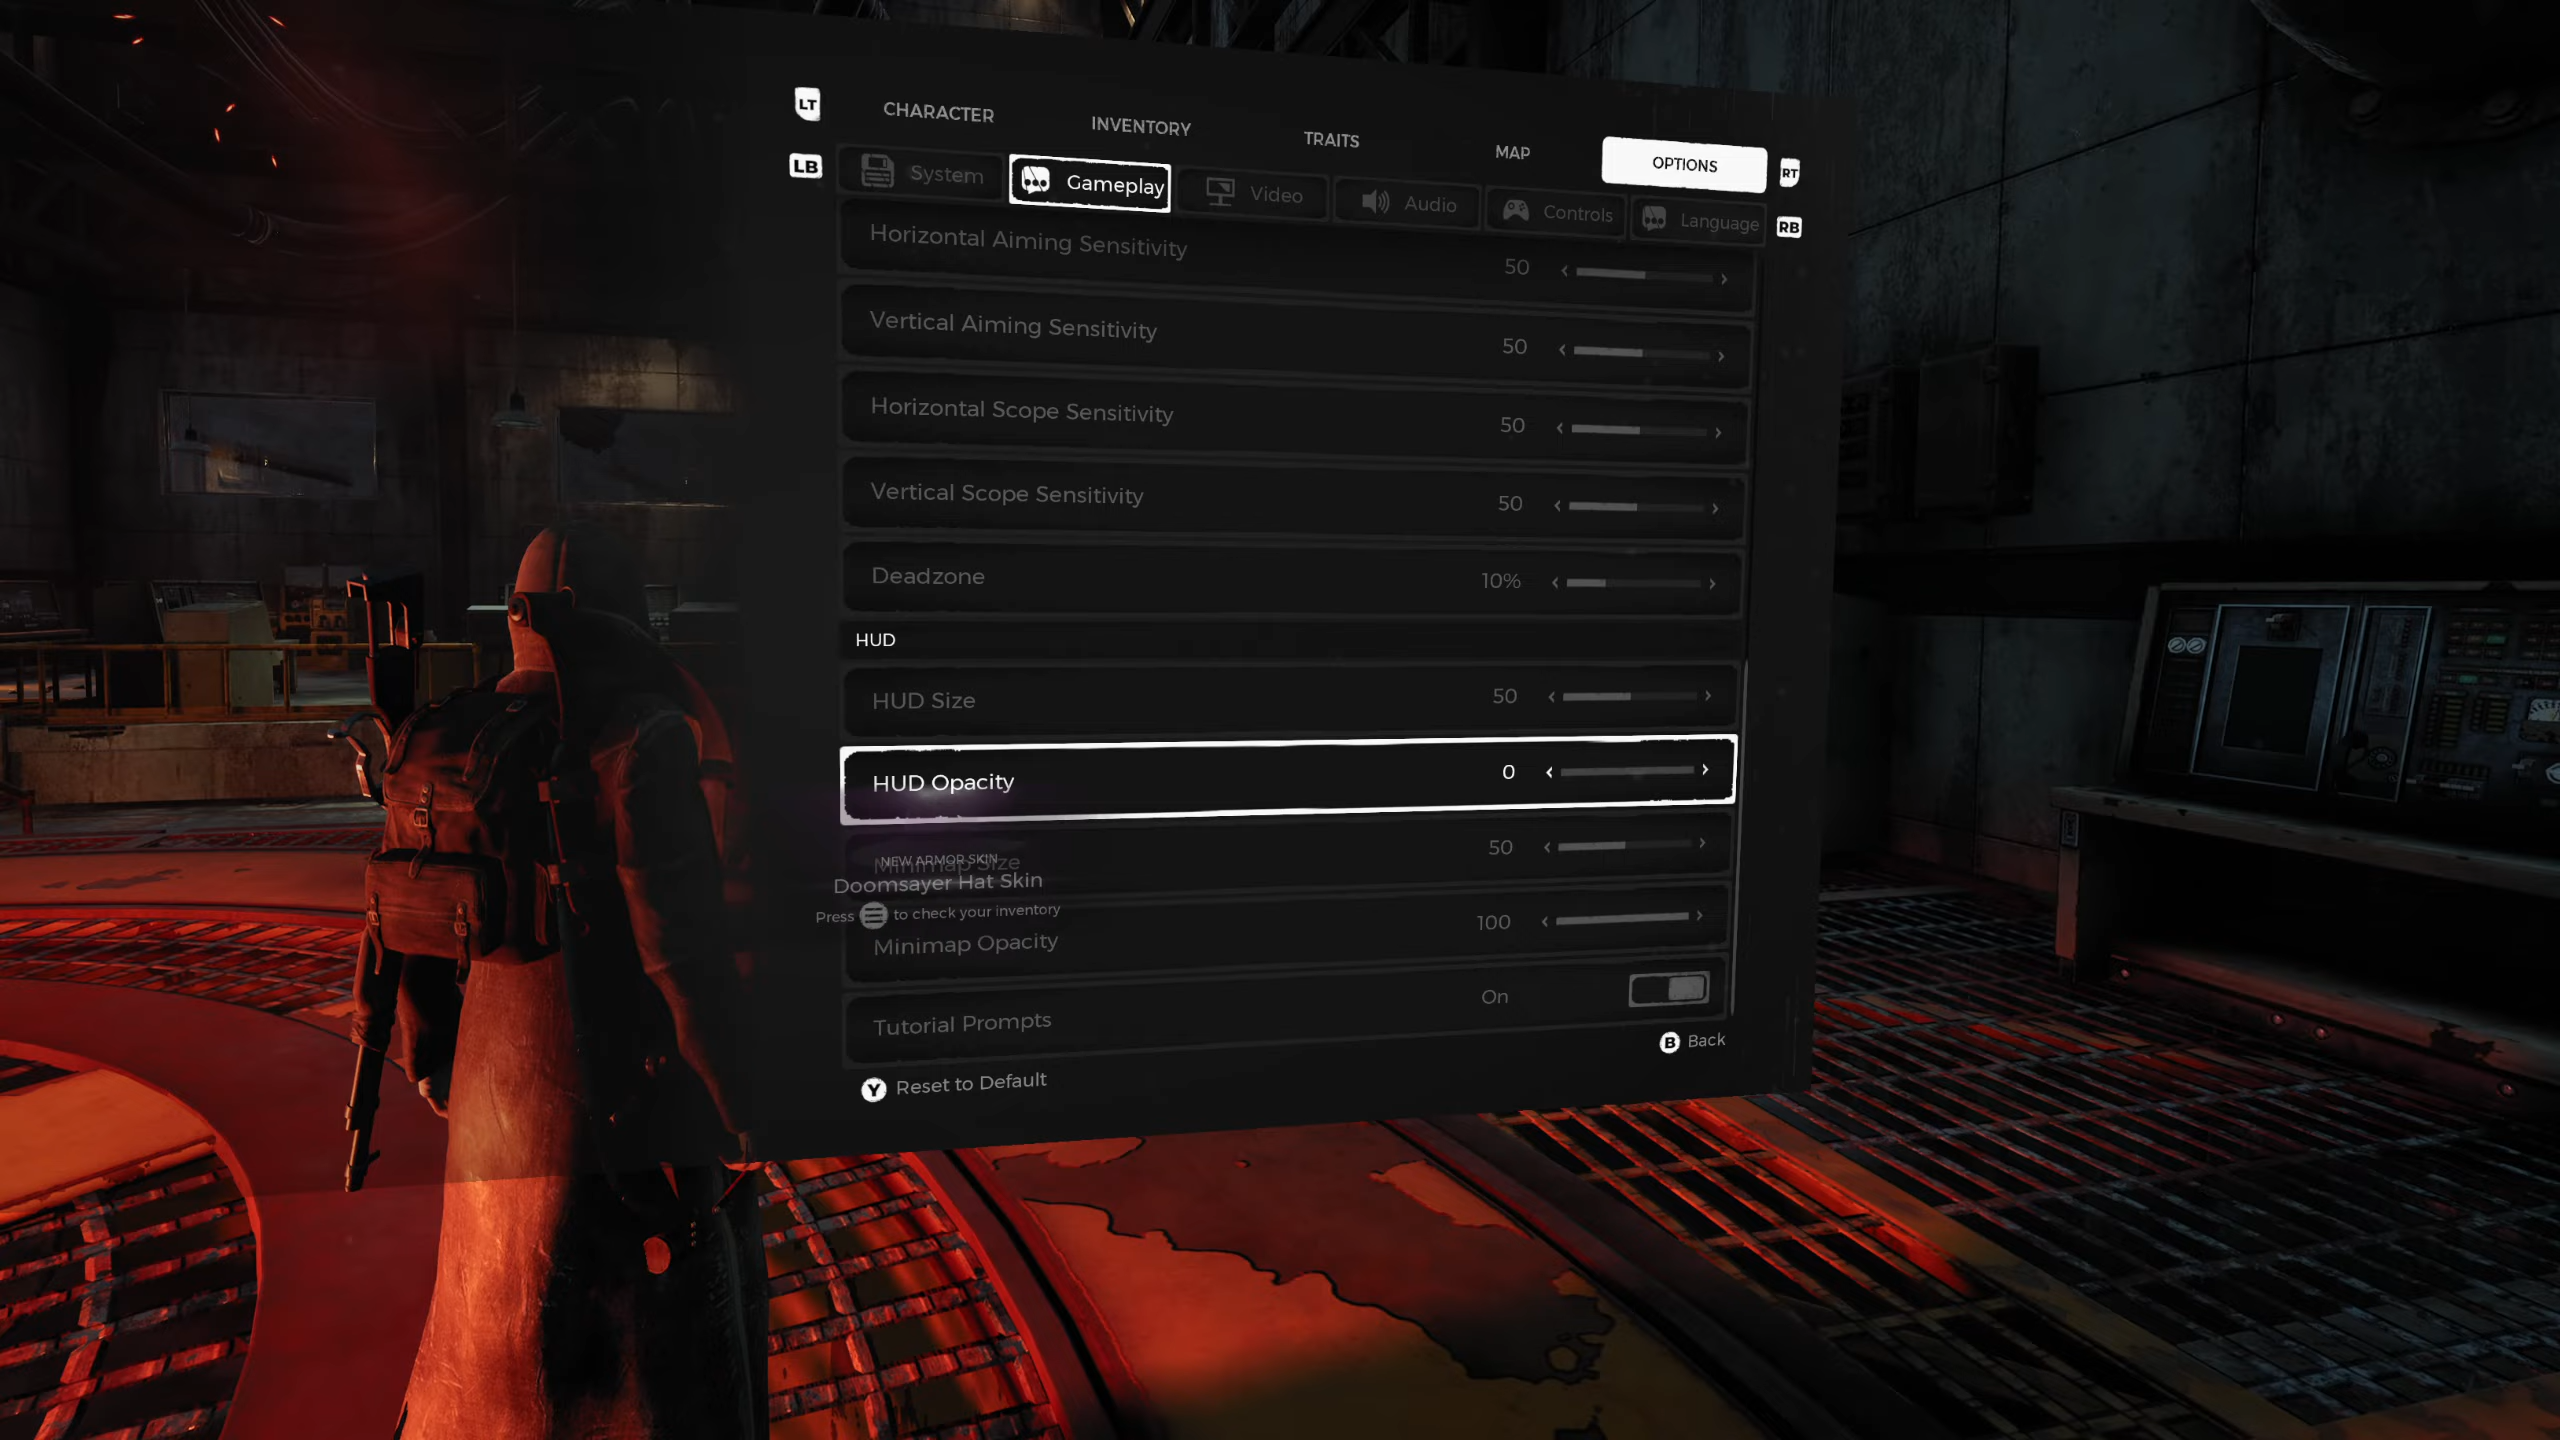 LT
CHARACTER
INVENTORY
TRAITS
MAP
OPTIONS
RT
LB
System
Gameplay
Video
Audio
Controls
Language
RB
Horizontal Aiming Sensitivity
50
Vertical Aiming Sensitivity
50
Horizontal Scope Sensitivity
50
Vertical Scope Sensitivity
50
Deadzone
10%
HUD
HUD Size
50
HUD Opacity
0
NEW ARMOR SKIN
Minimap Size
50
Doomsayer Hat Skin
Press to check your inventory
Minimap Opacity
100
Tutorial Prompts
On
B Back
Y Reset to Default